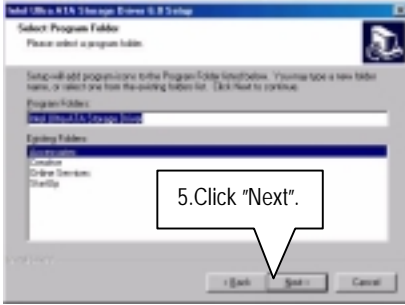 Intel Ultra ATA Storage Driver 6.0 Setup
Select Program Folder
Please select a program folder.
Setup will add program icons to the Program Folder listed below. You may type a new folder
name, or select one from the existing folders list. Click Next to continue.
Program Folders:
Intel Ultra ATA Storage Driver
Existing Folders:
Accessories
Creative
Online Services
StartUp
5.Click "Next".
< Back
Next >
Cancel